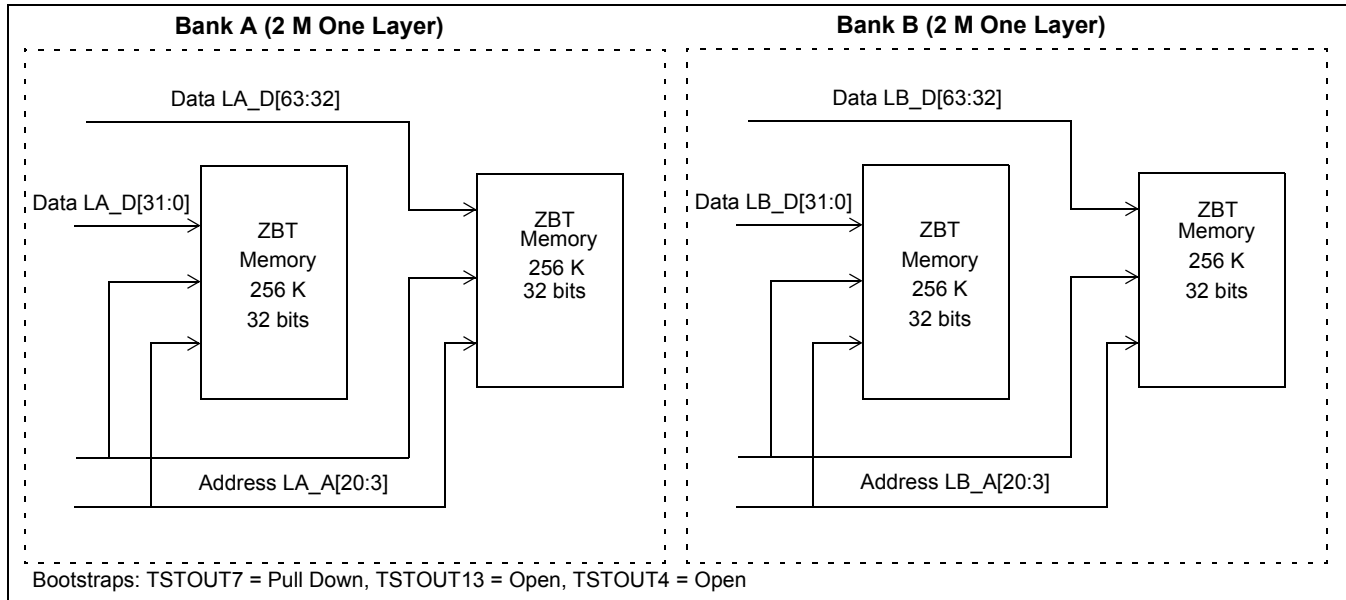 Bank A (2 M One Layer)
Data LA_D[63:32]
Data LA_D[31:0]
ZBT
Memory
256 K
32 bits
ZBT
Memory
256 K
32 bits
Address LA_A[20:3]
Bank B (2 M One Layer)
Data LB_D[63:32]
Data LB_D[31:0]
ZBT
Memory
256 K
32 bits
ZBT
Memory
256 K
32 bits
Address LB_A[20:3]
Bootstraps: TSTOUT7 = Pull Down, TSTOUT13 = Open, TSTOUT4 = Open